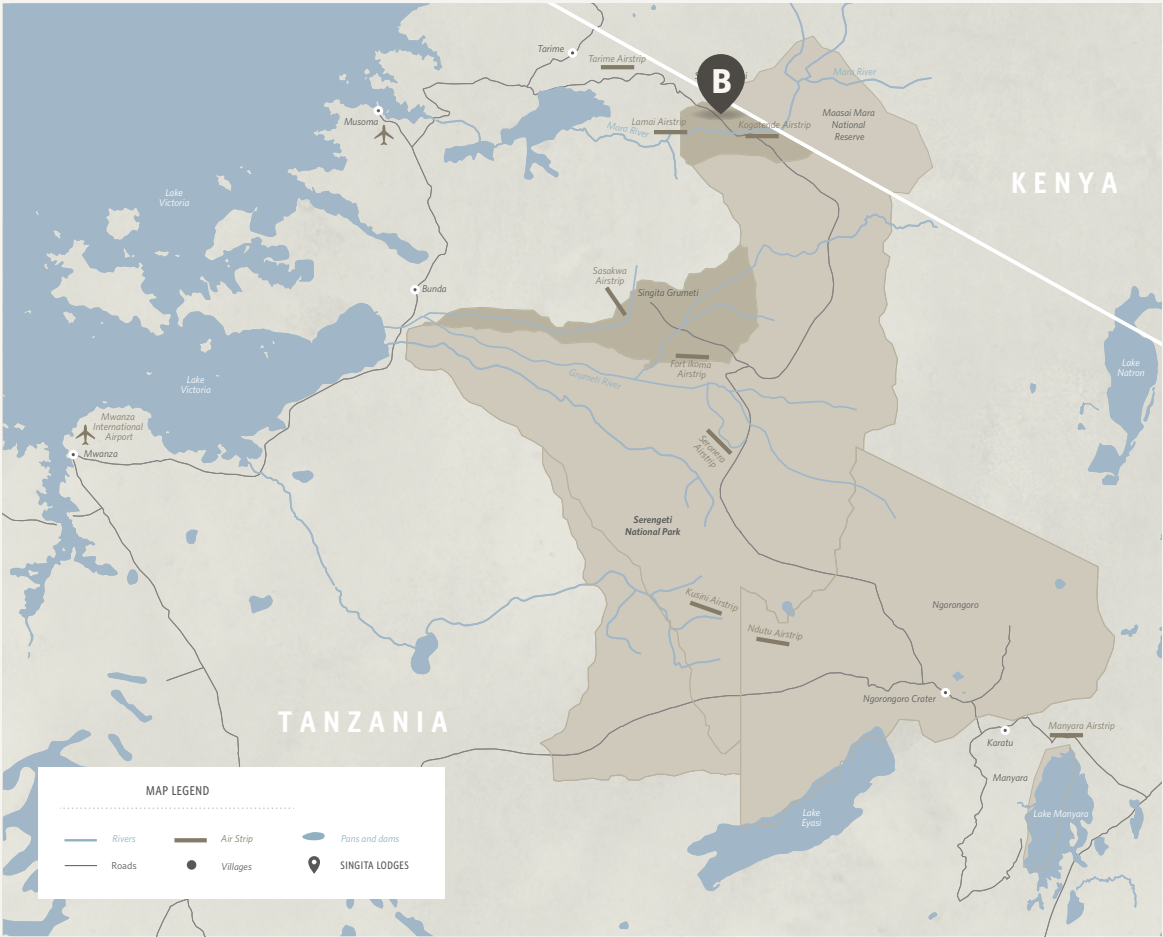 Tarime
Tarime Airstrip
B
Mara River
Musoma
Lamai Airstrip
Mara River
Kogatende Airstrip
Maasai Mara
National
Reserve
KENYA
Lake
Victoria
Bunda
Sasakwa
Airstrip
Singita Grumeti
Lake
Victoria
Fort Ikoma
Airstrip
Grumeti River
Lake
Natron
Mwanza
International
Airport
Mwanza
Seronera
Airstrip
Serengeti
National Park
Kusini Airstrip
Ndutu Airstrip
Ngorongoro
Ngorongoro Crater
TANZANIA
Manyara Airstrip
Karatu
Manyara
Lake
Eyasi
Lake Manyara
MAP LEGEND
Rivers
Air Strip
Pans and dams
Roads
Villages
SINGITA LODGES